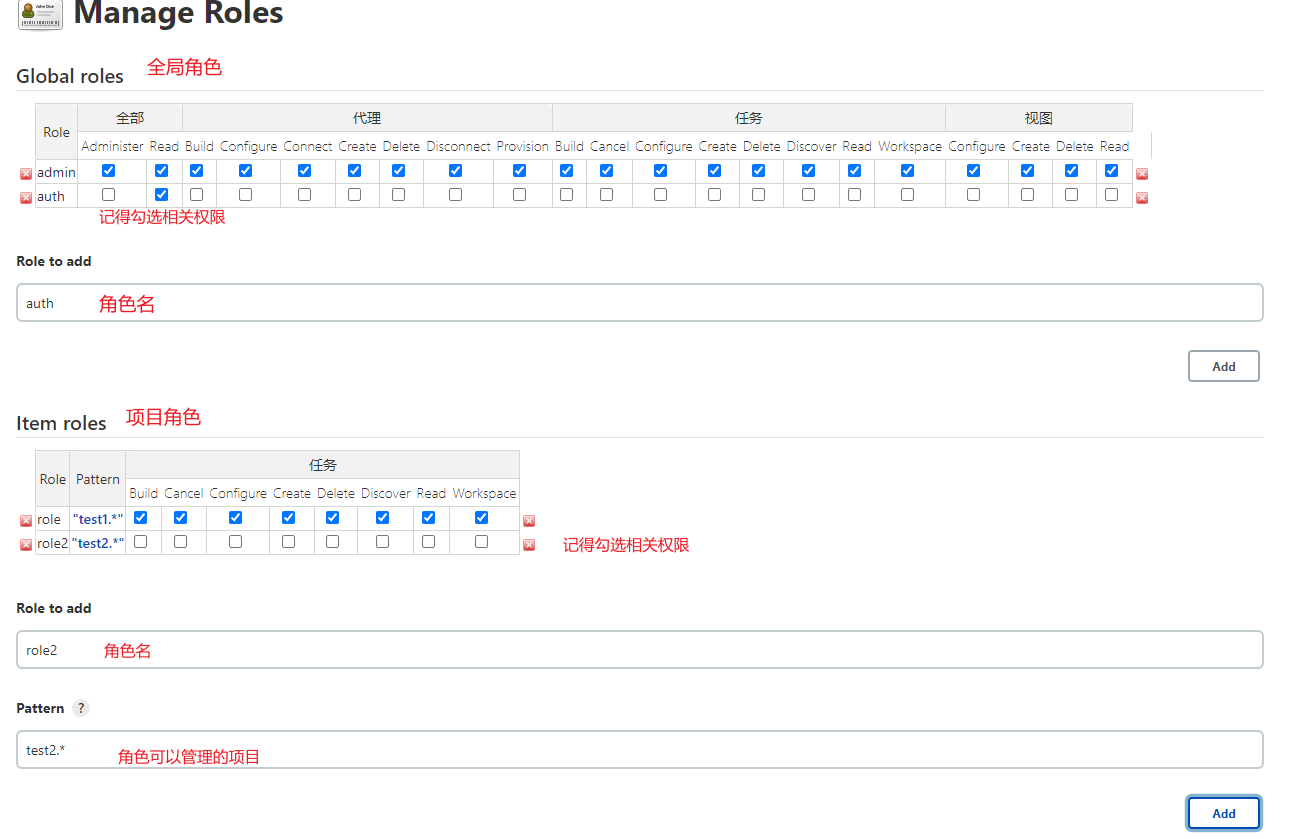 John Doe
Manage Roles
Global roles 全局角色
Role 全部 代理 任务 视图
Administer Read Build Configure Connect Create Delete Disconnect Provision Build Cancel Configure Create Delete Discover Read Workspace Configure Create Delete Read
admin
auth
记得勾选相关权限
Role to add
auth 角色名
Add
Item roles 项目角色
Role Pattern 任务
Build Cancel Configure Create Delete Discover Read Workspace
role "test1.*"
role2 "test2.*" 记得勾选相关权限
Role to add
role2 角色名
Pattern ?
test2.* 角色可以管理的项目
Add